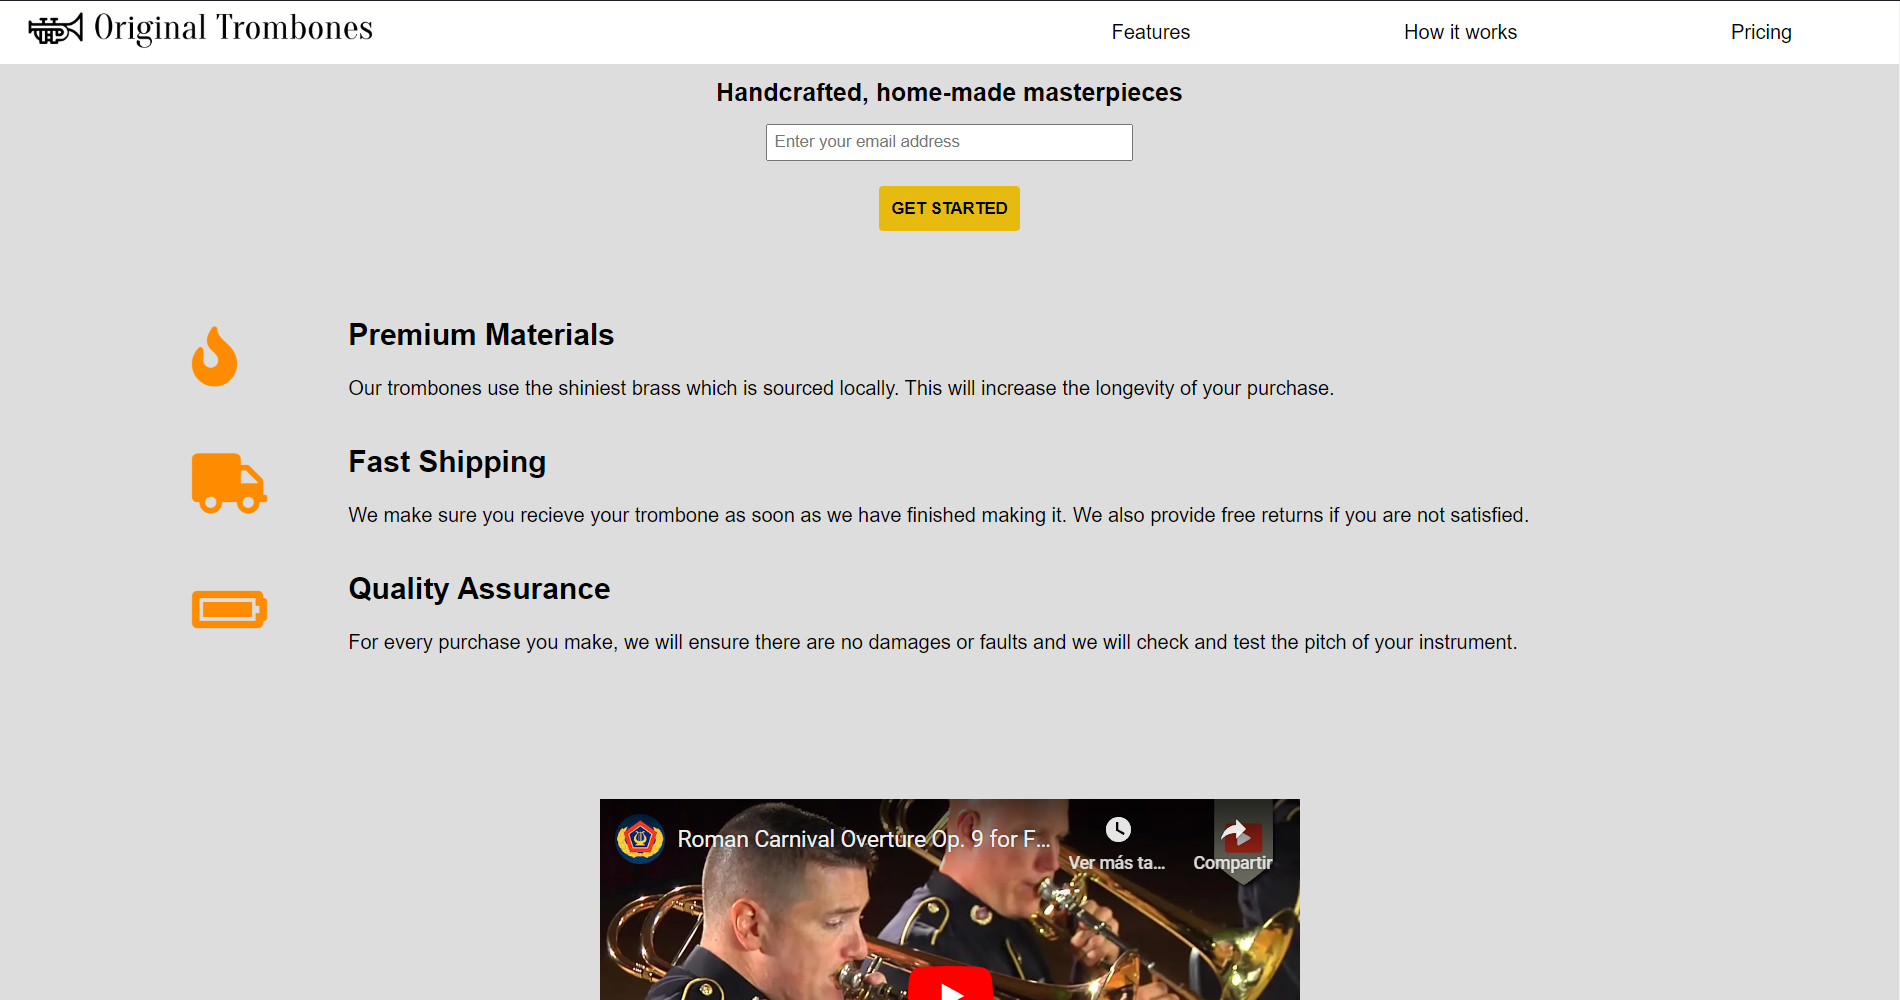 Original Trombones
Features
How it works
Pricing
Handcrafted, home-made masterpieces
Enter your email address
GET STARTED
Premium Materials
Our trombones use the shiniest brass which is sourced locally. This will increase the longevity of your purchase.
Fast Shipping
We make sure you recieve your trombone as soon as we have finished making it. We also provide free returns if you are not satisfied.
Quality Assurance
For every purchase you make, we will ensure there are no damages or faults and we will check and test the pitch of your instrument.
Roman Carnival Overture Op. 9 for F...
Ver más ta...
Compartir